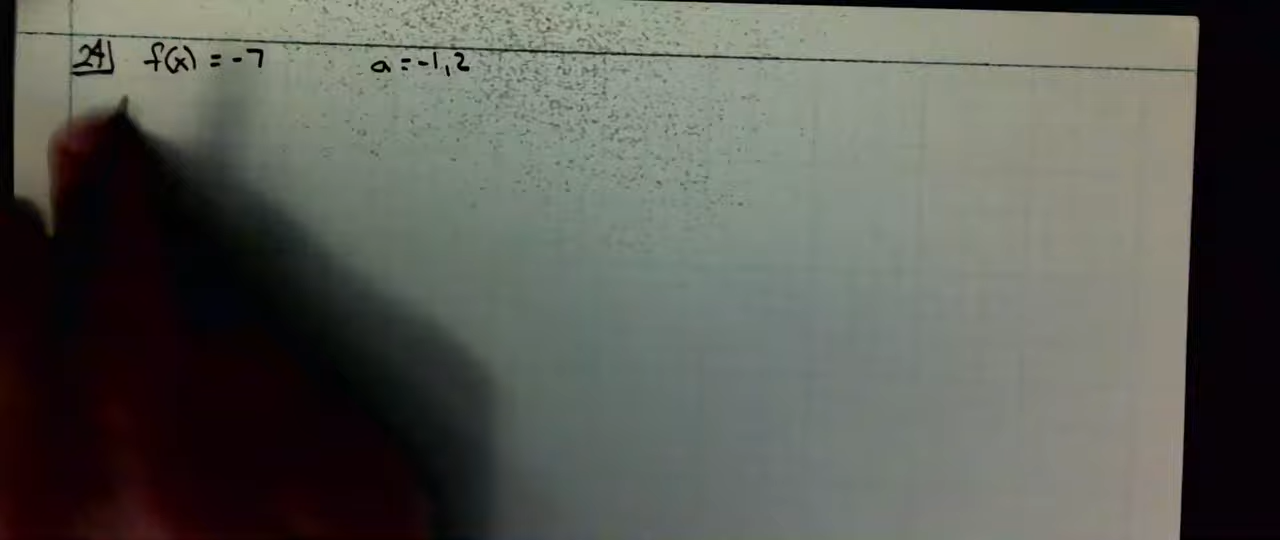 24 f(x) = -7 a = -1, 2